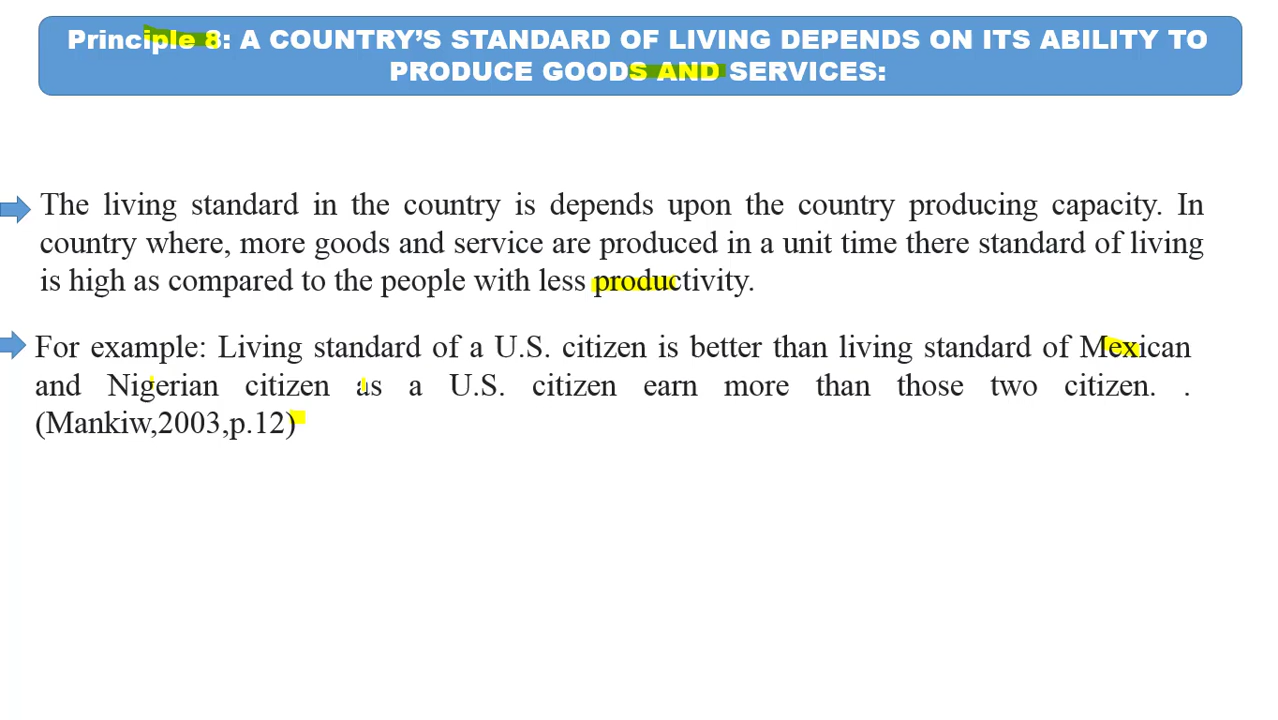 Principle 8: A COUNTRY’S STANDARD OF LIVING DEPENDS ON ITS ABILITY TO
PRODUCE GOODS AND SERVICES:
The living standard in the country is depends upon the country producing capacity. In
country where, more goods and service are produced in a unit time there standard of living
is high as compared to the people with less productivity.
For example: Living standard of a U.S. citizen is better than living standard of Mexican
and Nigerian citizen as a U.S. citizen earn more than those two citizen. .
(Mankiw,2003,p.12)